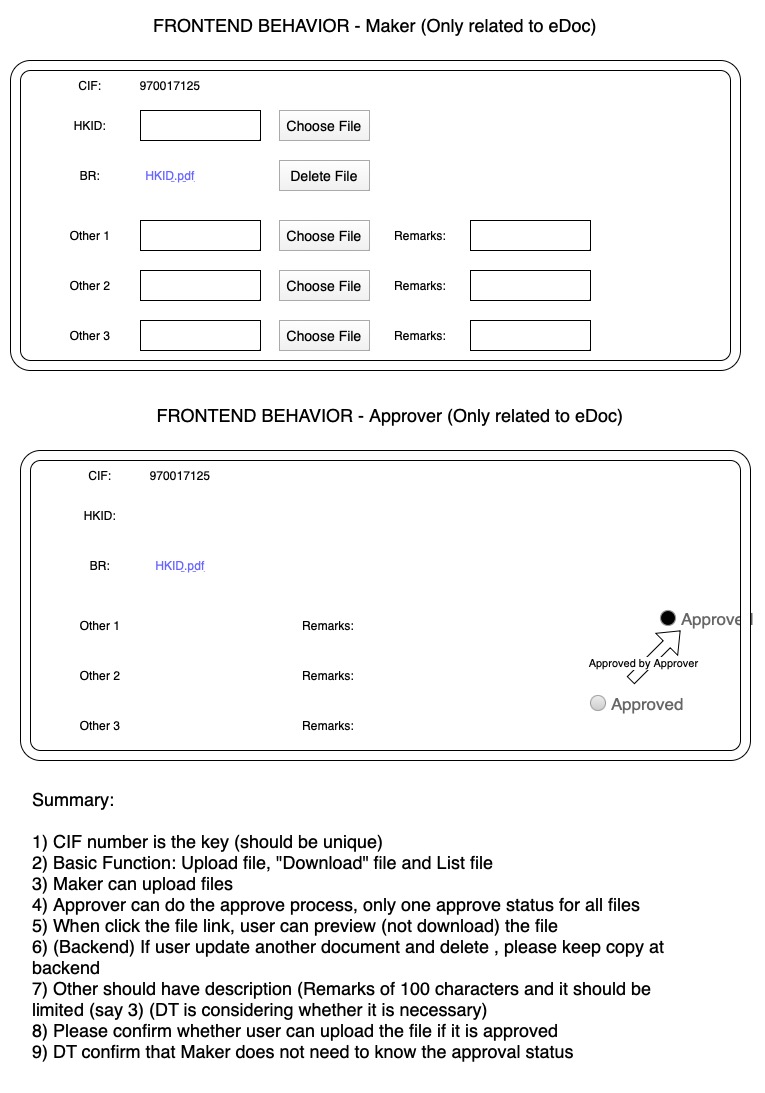 FRONTEND BEHAVIOR - Maker (Only related to eDoc)
CIF: 970017125
HKID: Choose File
BR: HKID.pdf Delete File
Other 1 Choose File Remarks:
Other 2 Choose File Remarks:
Other 3 Choose File Remarks:
FRONTEND BEHAVIOR - Approver (Only related to eDoc)
CIF: 970017125
HKID:
BR: HKID.pdf
Other 1 Remarks: Approved
Approved by Approver
Other 2 Remarks:
Approved
Other 3 Remarks:
Summary:
1) CIF number is the key (should be unique)
2) Basic Function: Upload file, "Download" file and List file
3) Maker can upload files
4) Approver can do the approve process, only one approve status for all files
5) When click the file link, user can preview (not download) the file
6) (Backend) If user update another document and delete , please keep copy at
backend
7) Other should have description (Remarks of 100 characters and it should be
limited (say 3) (DT is considering whether it is necessary)
8) Please confirm whether user can upload the file if it is approved
9) DT confirm that Maker does not need to know the approval status